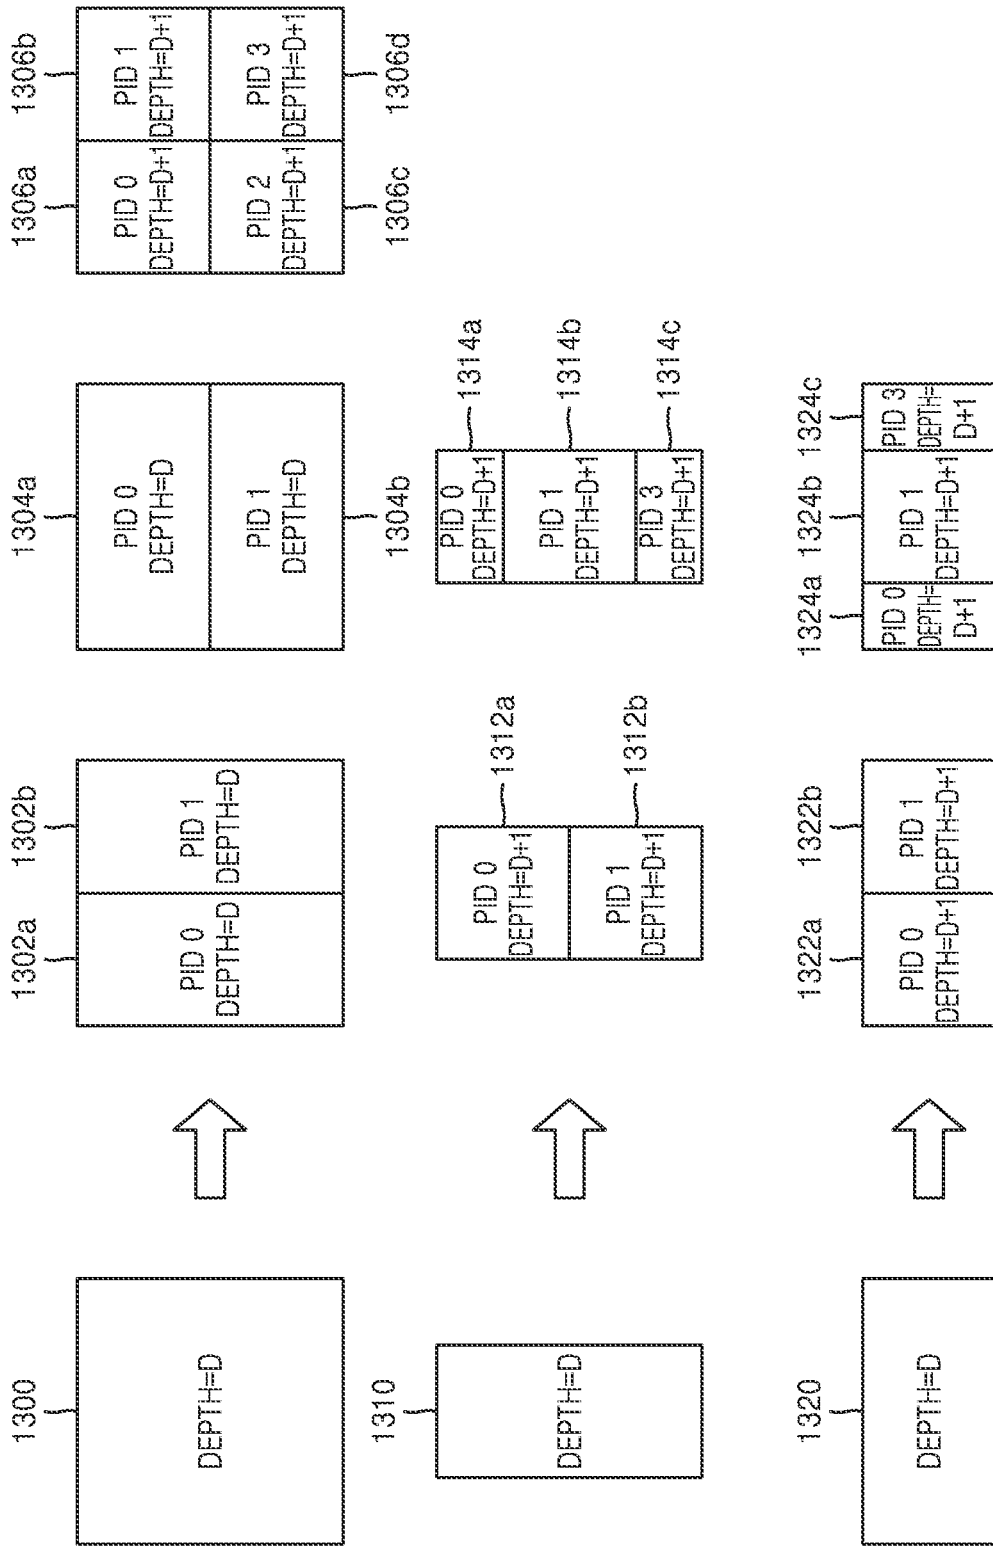 1300
1302a
1302b
1304a
1306a
1306b
DEPTH=D
PID 0
DEPTH=D
PID 1
DEPTH=D
PID 0
DEPTH=D
PID 1
DEPTH=D
PID 0
DEPTH=D+1
PID 1
DEPTH=D+1
PID 2
DEPTH=D+1
PID 3
DEPTH=D+1
1304b
1306c
1306d
1310
DEPTH=D
PID 0
DEPTH=D+1
1312a
PID 1
DEPTH=D+1
1312b
PID 0
DEPTH=D+1
1314a
PID 1
DEPTH=D+1
1314b
PID 3
DEPTH=D+1
1314c
1320
1322a
1322b
1324a
1324b
1324c
DEPTH=D
PID 0
DEPTH=D+1
PID 1
DEPTH=D+1
PID 0
DEPTH=
D+1
PID 1
DEPTH=D+1
PID 3
DEPTH=
D+1